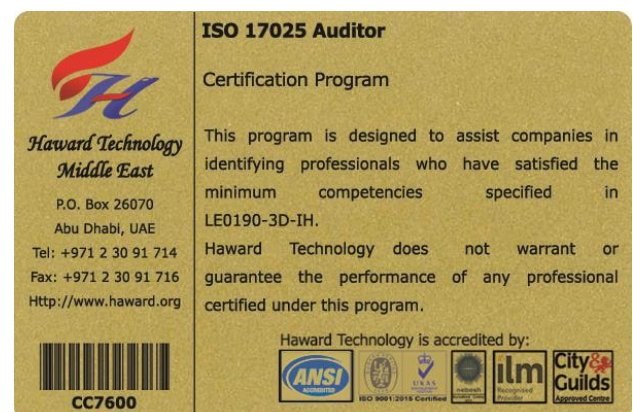 Haward Technology
Middle East
P.O. Box 26070
Abu Dhabi, UAE
Tel: +971 2 30 91 714
Fax: +971 2 30 91 716
Http://www.haward.org
CC7600
ISO 17025 Auditor
Certification Program
This program is designed to assist companies in
identifying professionals who have satisfied the
minimum competencies specified in
LE0190-3D-IH.
Haward Technology does not warrant or
guarantee the performance of any professional
certified under this program.
Haward Technology is accredited by:
ANSI
ACCREDITED
ISO 9001:2015 Certified
UKAS
nebosh
ilm
Recognised
Provider
City&
Guilds
Approved Centre